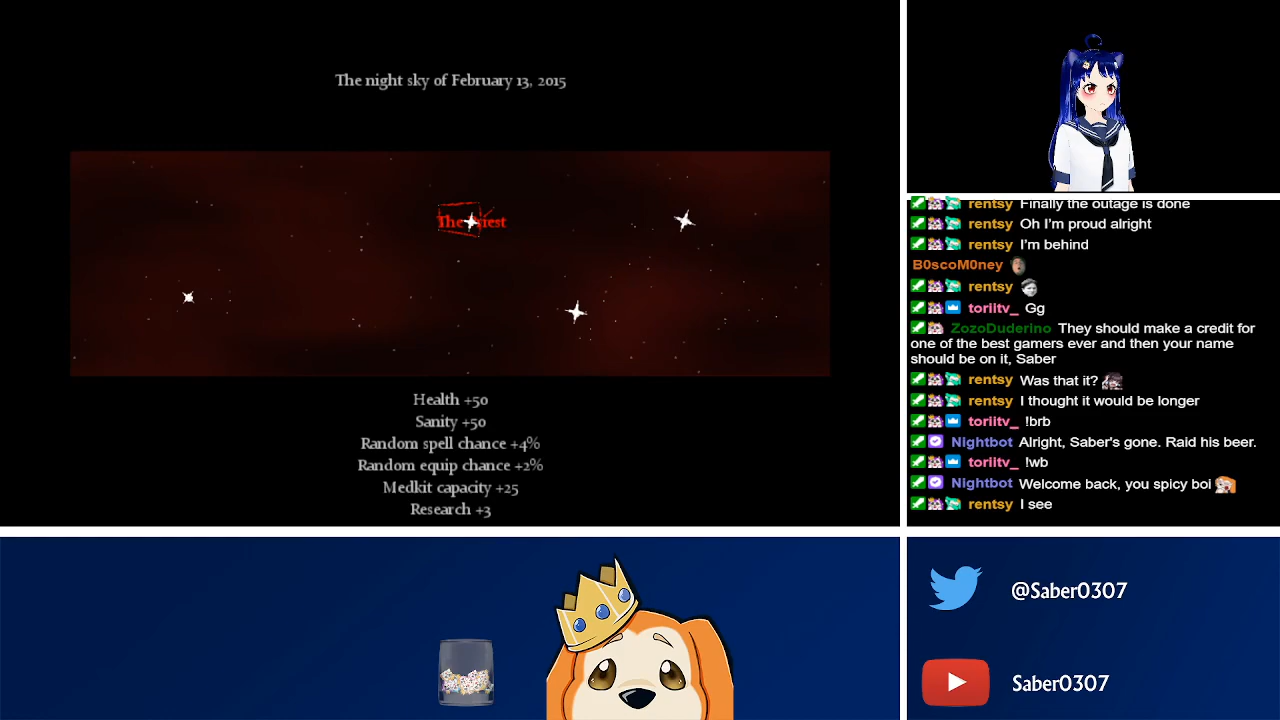 The night sky of February 13, 2015
The
Health +50
Sanity +50
Random spell chance +4%
Random equip chance +2%
Medkit capacity +25
Research +3
rentsy Finally the outage is done
rentsy Oh I'm proud alright
rentsy I'm behind
B0scoM0ney
rentsy
toriitv_ Gg
ZozoDuderino They should make a credit for
one of the best gamers ever and then your name
should be on it, Saber
rentsy Was that it?
rentsy I thought it would be longer
toriitv_ !brb
Nightbot Alright, Saber's gone. Raid his beer.
toriitv_ !wb
Nightbot Welcome back, you spicy boi
rentsy I see
@Saber0307
Saber0307